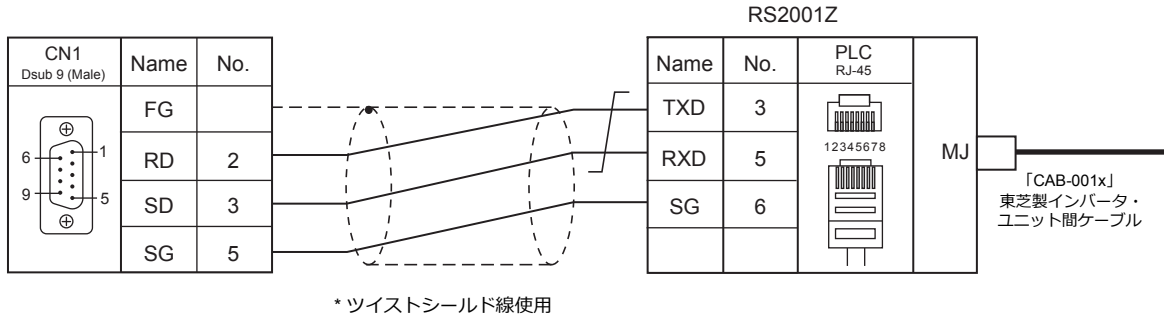 RS2001Z
CN1
Dsub 9 (Male)
Name No.
FG
RD 2
SD 3
SG 5
6
1
9
5
Name No.
TXD 3
RXD 5
SG 6
PLC
RJ-45
12345678
MJ
「CAB-001x」
東芝製インバータ・
ユニット間ケーブル
* ツイストシールド線使用